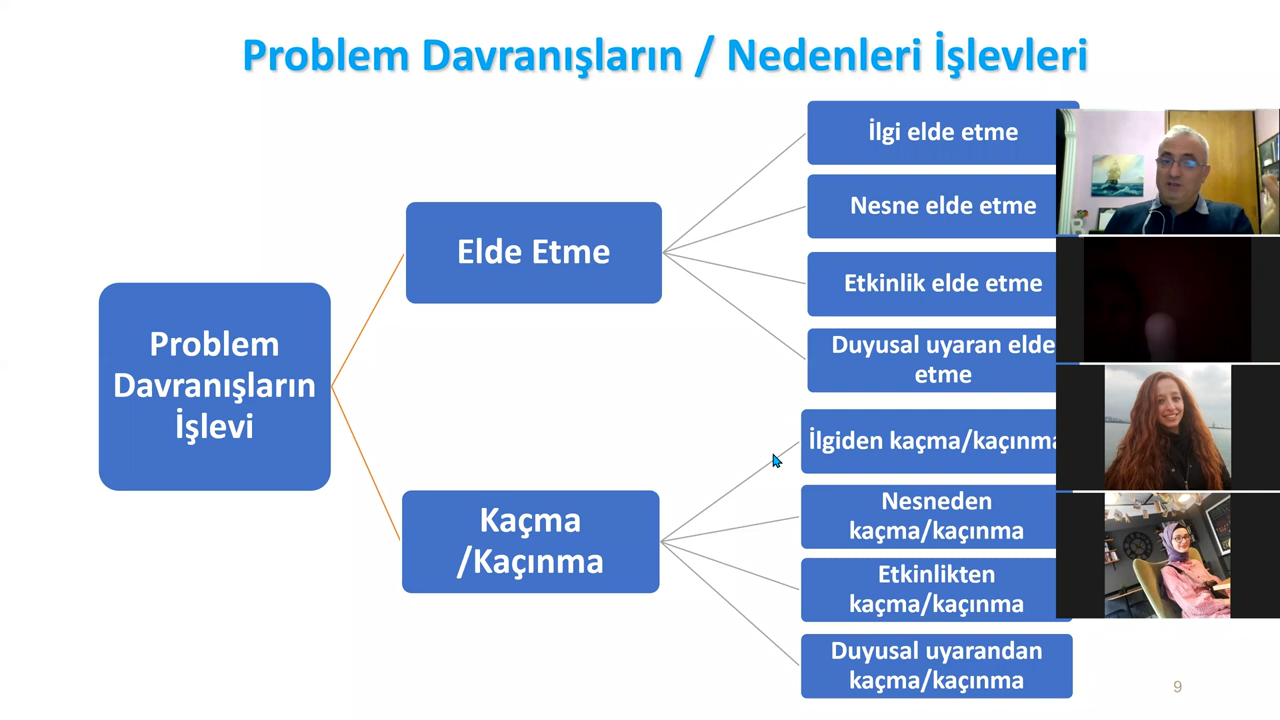 Problem Davranışların / Nedenleri İşlevleri
Problem
Davranışların
İşlevi
Elde Etme
İlgi elde etme
Nesne elde etme
Etkinlik elde etme
Duyusal uyaran elde
etme
Kaçma
/Kaçınma
İlgiden kaçma/kaçınma
Nesneden
kaçma/kaçınma
Etkinlikten
kaçma/kaçınma
Duyusal uyarandan
kaçma/kaçınma
9